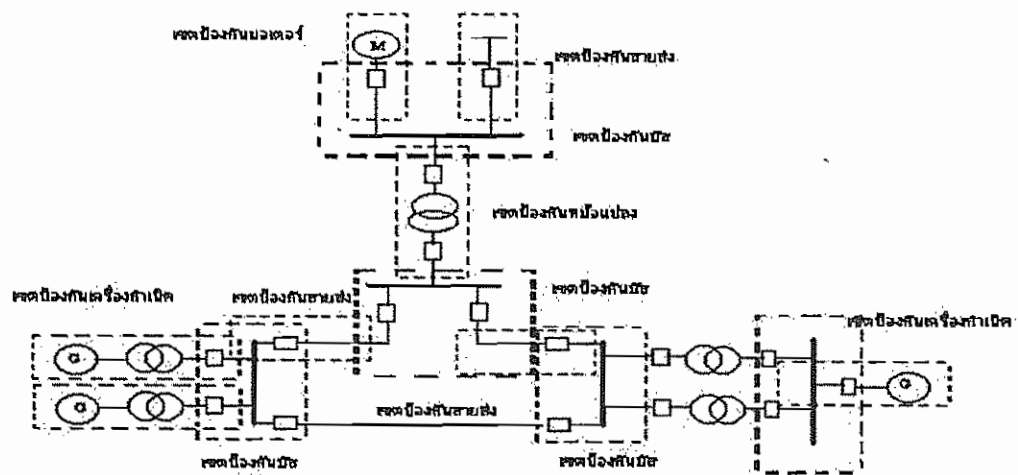 เขตป้องกันมอเตอร์
M
เขตป้องกันสายส่ง
เขตป้องกันบัส
เขตป้องกันหม้อแปลง
เขตป้องกันเครื่องกำเนิด
เขตป้องกันสายส่ง
เขตป้องกันบัส
เขตป้องกันเครื่องกำเนิด
G
G
G
เขตป้องกันสายส่ง
เขตป้องกันบัส
เขตป้องกันบัส